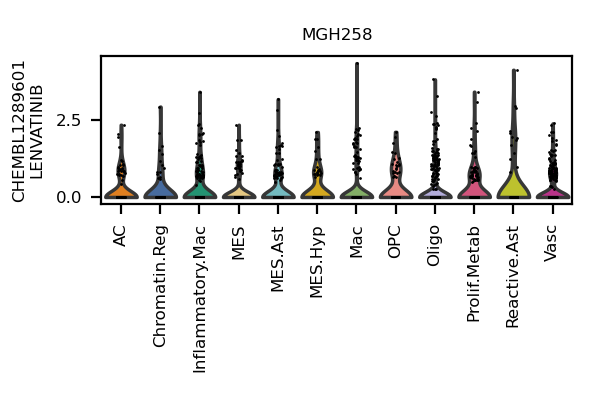 MGH258
CHEMBL1289601
LENVATINIB
2.5
0.0
AC
Chromatin.Reg
Inflammatory.Mac
MES
MES.Ast
MES.Hyp
Mac
OPC
Oligo
Prolif.Metab
Reactive.Ast
Vasc